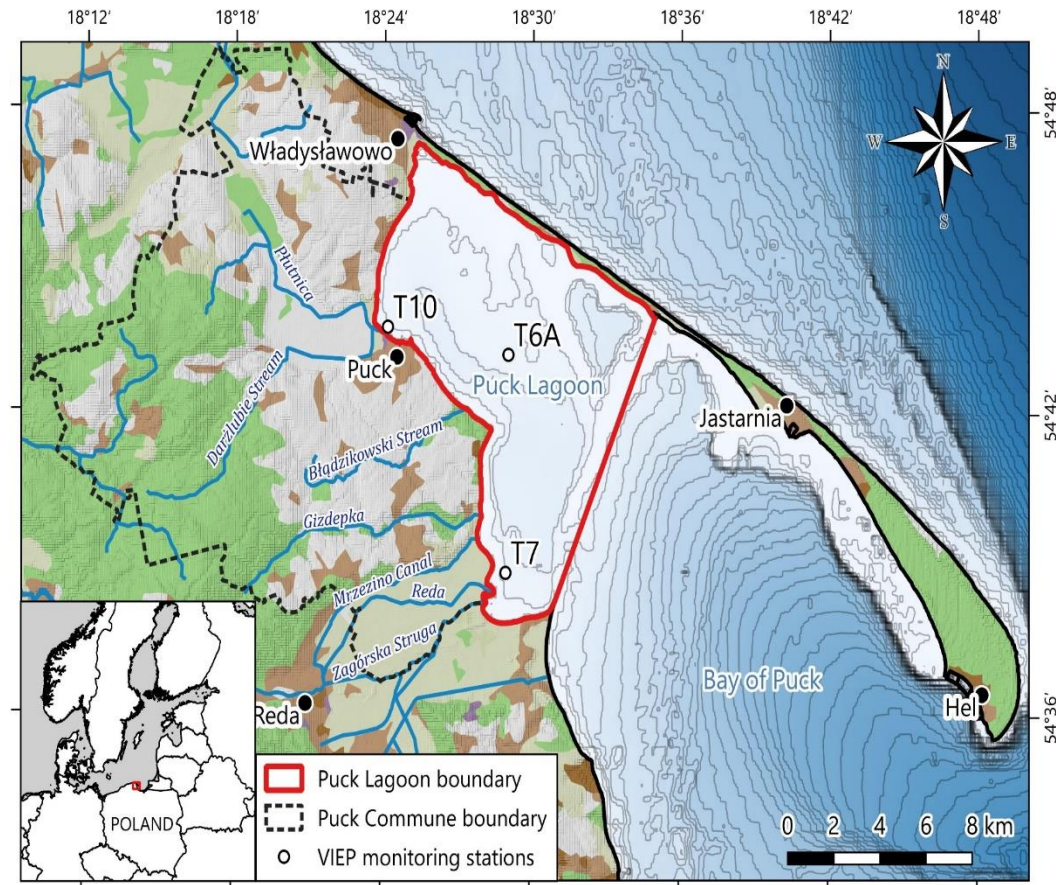 18°12' 18°18' 18°24' 18°30' 18°36' 18°42' 18°48'
N
W E
S
54°48'
Władysławowo
Płutnica
T10
T6A
Puck
Puck Lagoon
Darżlubie Stream
Jastarnia
54°42'
Błądzikowski Stream
Gizdepka
T7
Mrzezino Canal
Reda
Zagórska Struga
Bay of Puck
Hel
54°36'
Reda
Puck Lagoon boundary
Puck Commune boundary
VIEP monitoring stations
POLAND
0 2 4 6 8 km